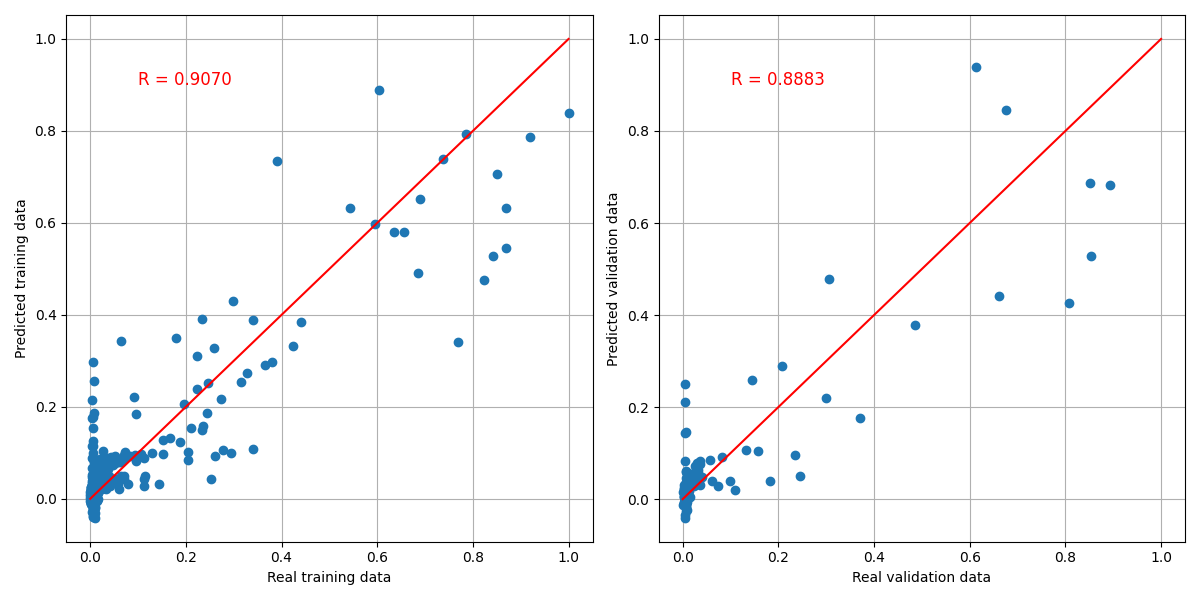 R = 0.9070
1.0
0.8
0.6
0.4
0.2
0.0
Predicted training data
0.0 0.2 0.4 0.6 0.8 1.0
Real training data
R = 0.8883
1.0
0.8
0.6
0.4
0.2
0.0
Predicted validation data
0.0 0.2 0.4 0.6 0.8 1.0
Real validation data